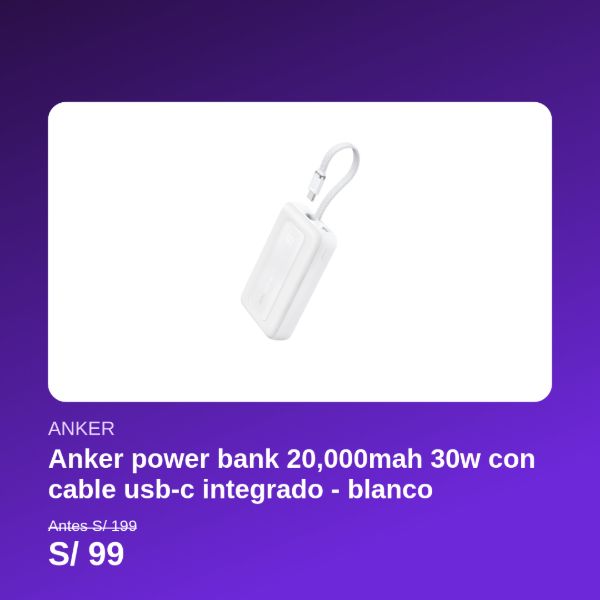 ANKER
Anker power bank 20,000mah 30w con
cable usb-c integrado - blanco
Antes S/ 199
S/ 99